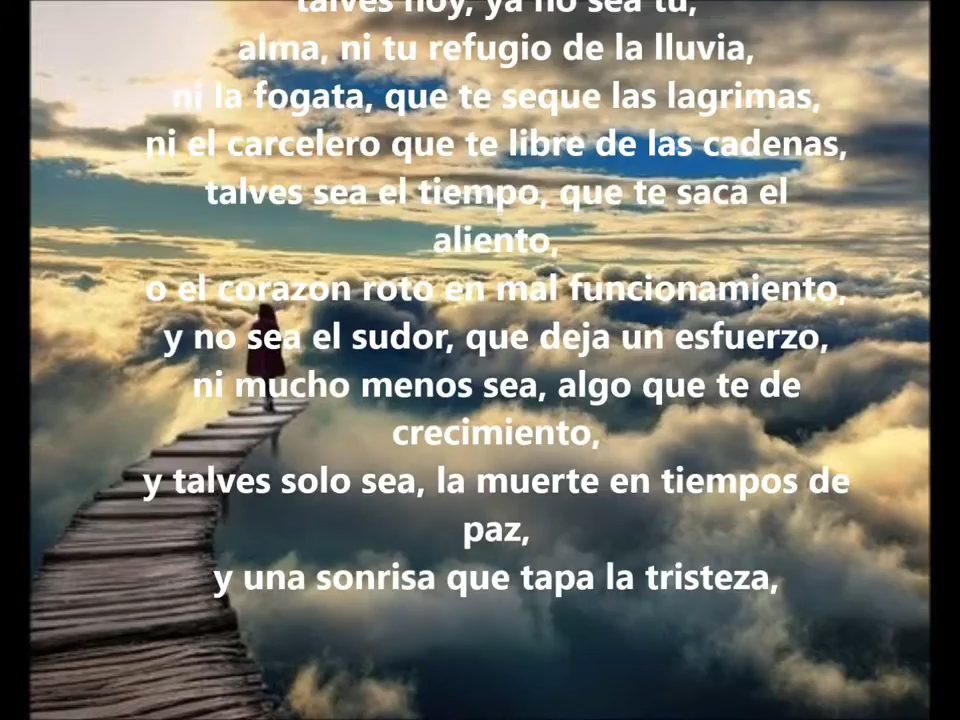 talves hoy, ya no sea tu,
alma, ni tu refugio de la lluvia,
ni la fogata, que te seque las lagrimas,
ni el carcelero que te libre de las cadenas,
talves sea el tiempo, que te saca el
aliento,
o el corazon roto en mal funcionamiento,
y no sea el sudor, que deja un esfuerzo,
ni mucho menos sea, algo que te de
crecimiento,
y talves solo sea, la muerte en tiempos de
paz,
y una sonrisa que tapa la tristeza,